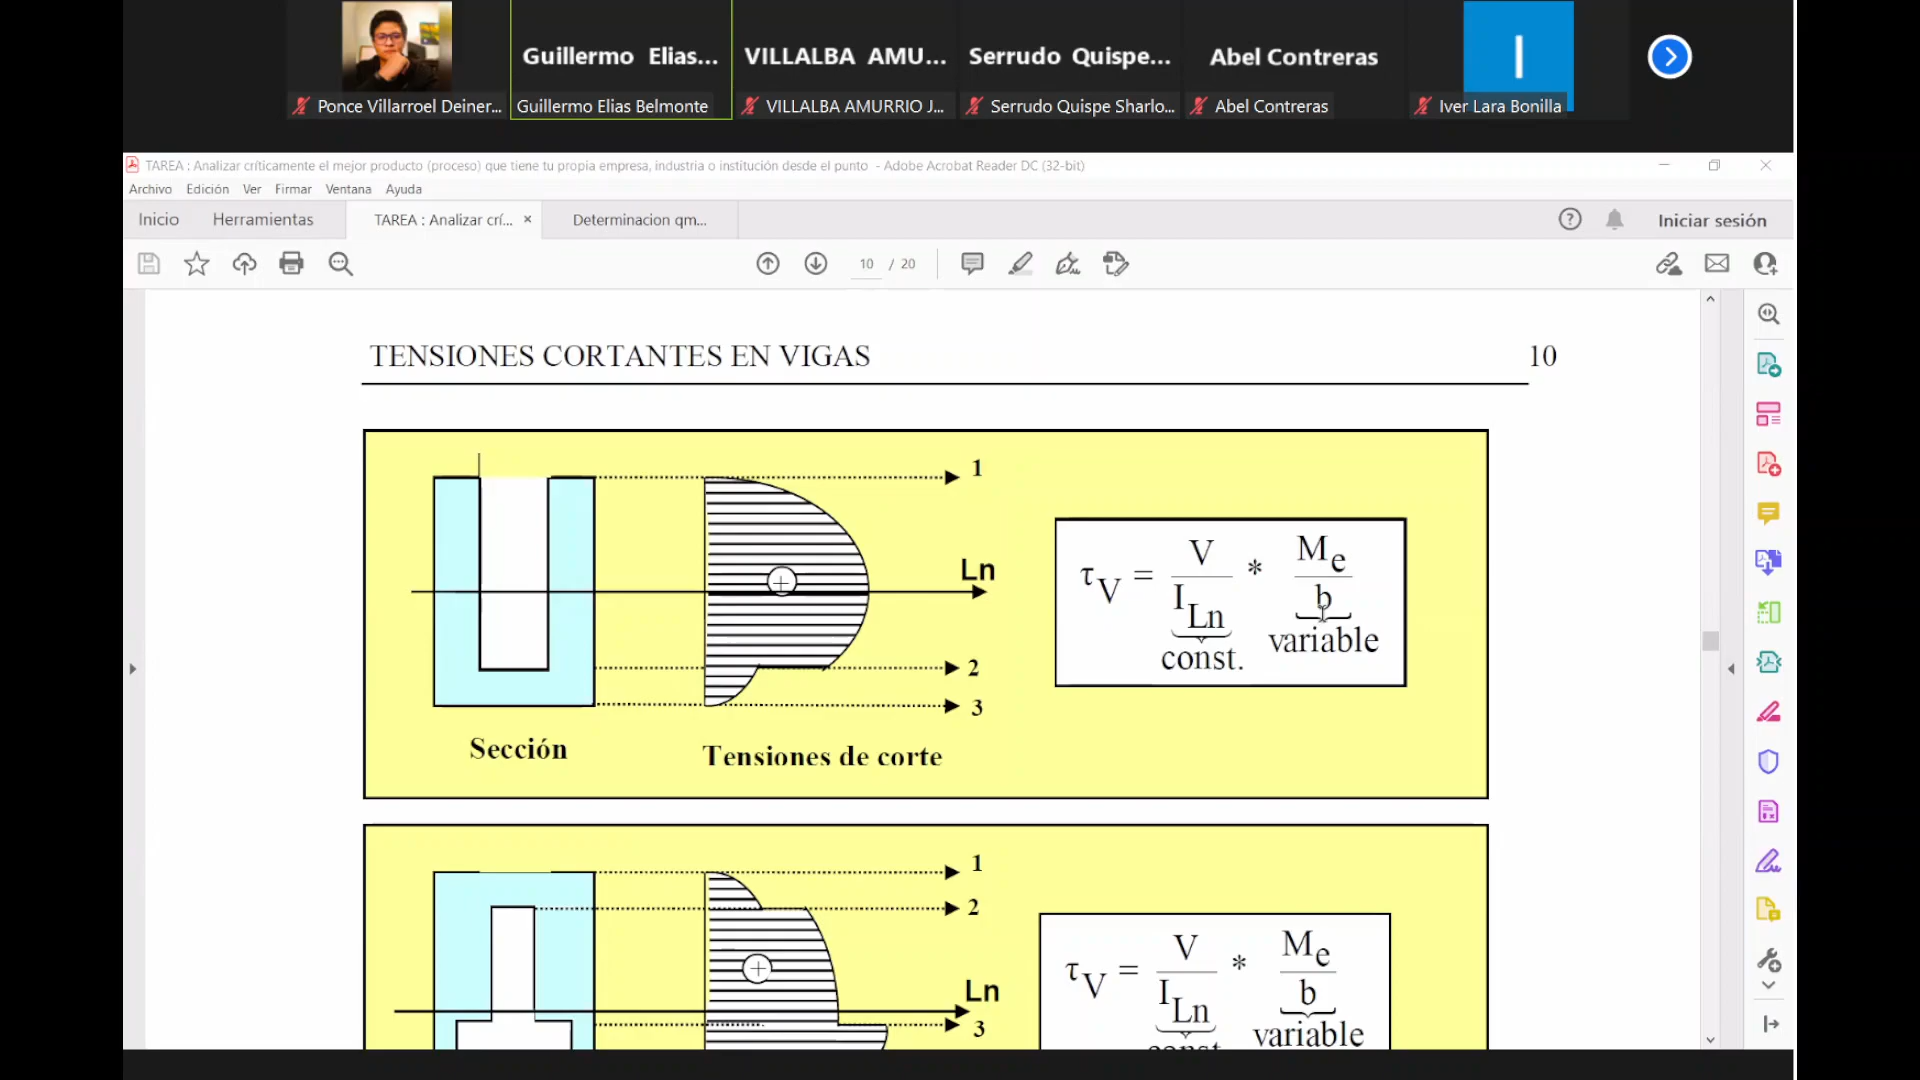 Guillermo Elias...
VILLALBA AMU...
Serrudo Quispe...
Abel Contreras
I
Ponce Villarroel Deiner...
Guillermo Elias Belmonte
VILLALBA AMURRIO J...
Serrudo Quispe Sharlo...
Abel Contreras
Iver Lara Bonilla
TAREA : Analizar críticamente el mejor producto (proceso) que tiene tu propia empresa, industria o institución desde el punto - Adobe Acrobat Reader DC (32-bit)
Archivo Edición Ver Firmar Ventana Ayuda
Inicio Herramientas TAREA : Analizar crí... × Determinacion qm... Iniciar sesión
10 / 20
TENSIONES CORTANTES EN VIGAS 10
1
Ln
2
3
Sección
Tensiones de corte
τV = V / ILn * Me / b
const. variable
1
2
Ln
3
τV = V / ILn * Me / b
const. variable